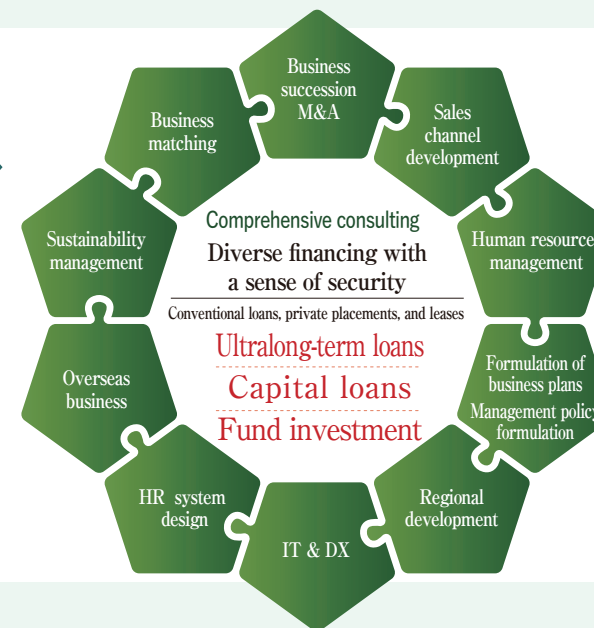 Business
succession
M&A
Sales
channel
development
Human resource
management
Formulation of
business plans
Management policy
formulation
Regional
development
IT & DX
HR system
design
Overseas
business
Sustainability
management
Business
matching
Comprehensive consulting
Diverse financing with
a sense of security
Conventional loans, private placements, and leases
Ultralong-term loans
Capital loans
Fund investment